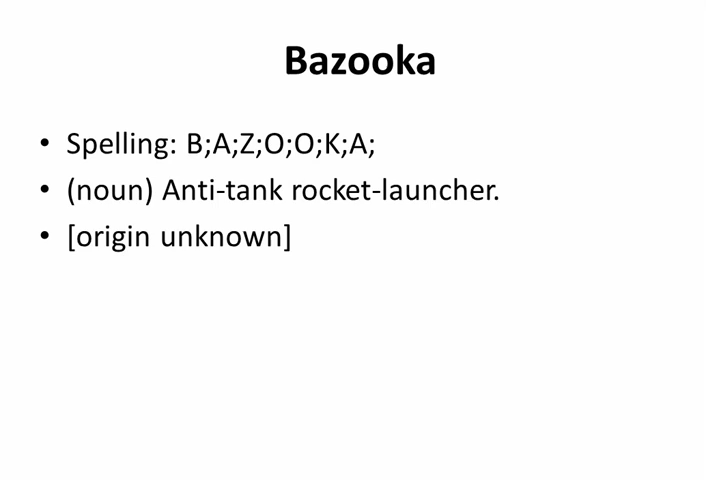 Bazooka
• Spelling: B;A;Z;O;O;K;A;
• (noun) Anti-tank rocket-launcher.
• [origin unknown]